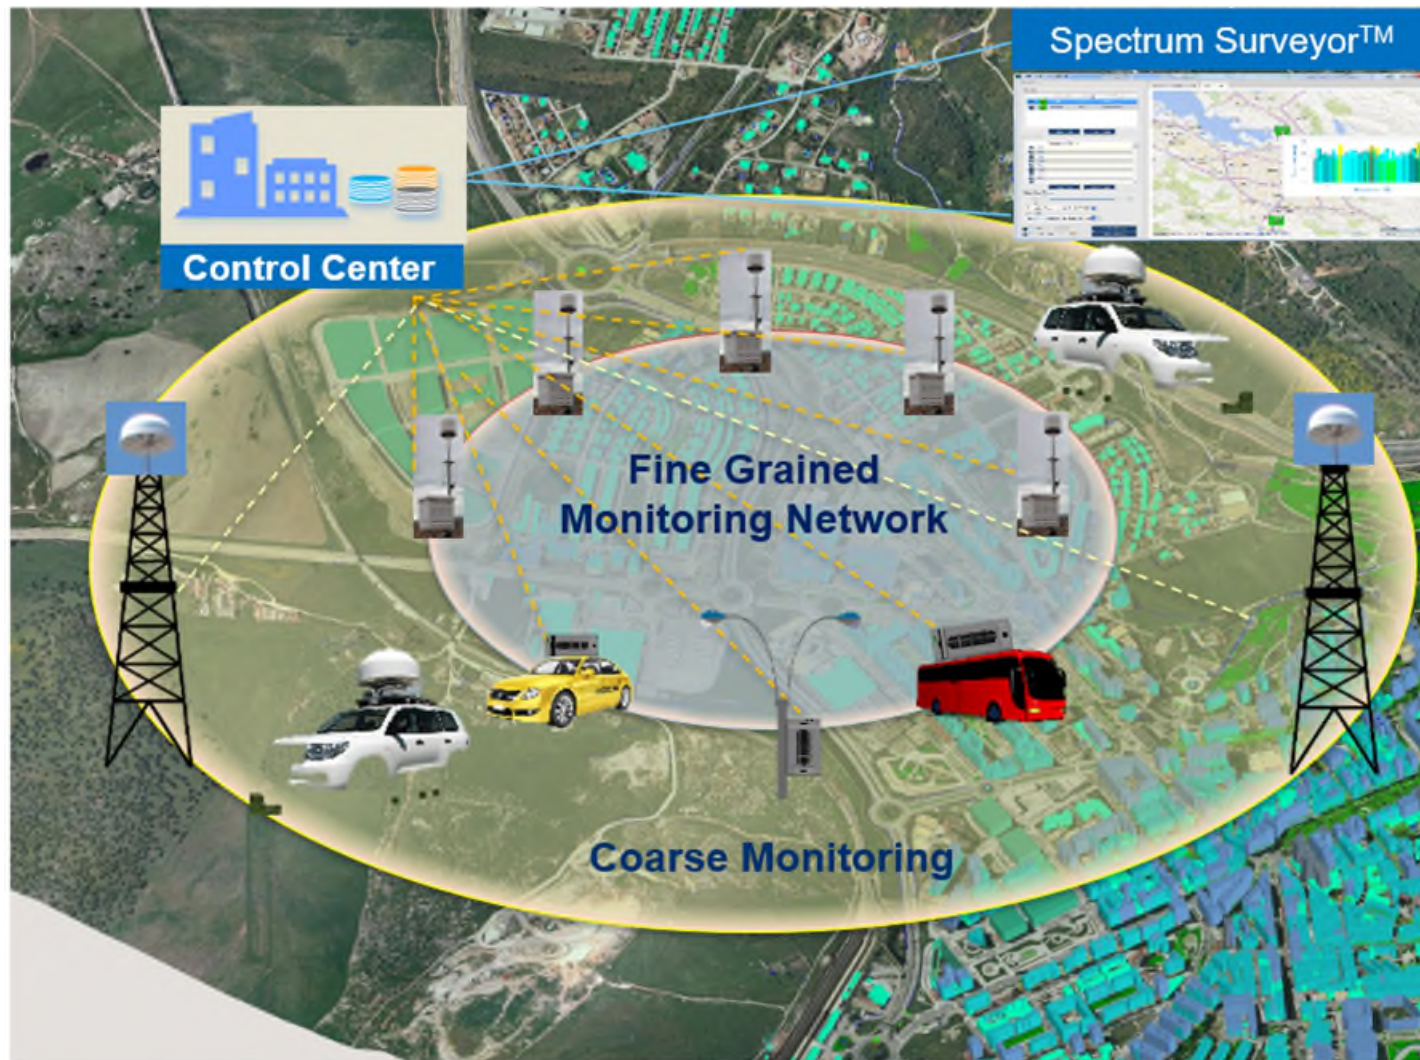 Spectrum Surveyor™
Control Center
Fine Grained
Monitoring Network
Coarse Monitoring